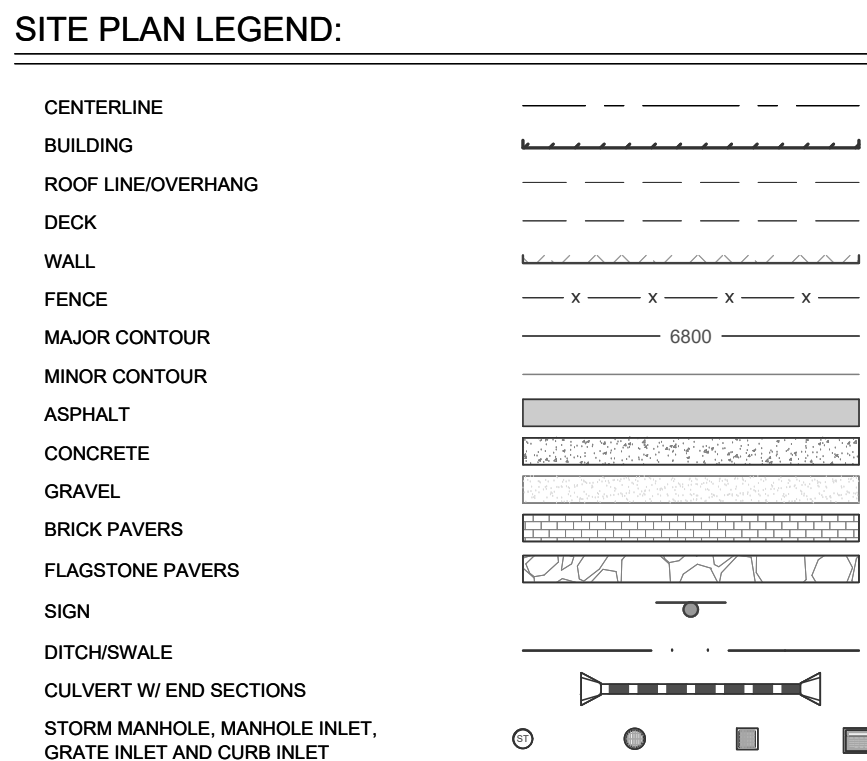 SITE PLAN LEGEND:
CENTERLINE
BUILDING
ROOF LINE/OVERHANG
DECK
WALL
FENCE x x x x
MAJOR CONTOUR 6800
MINOR CONTOUR
ASPHALT
CONCRETE
GRAVEL
BRICK PAVERS
FLAGSTONE PAVERS
SIGN
DITCH/SWALE
CULVERT W/ END SECTIONS
STORM MANHOLE, MANHOLE INLET,
GRATE INLET AND CURB INLET
ST